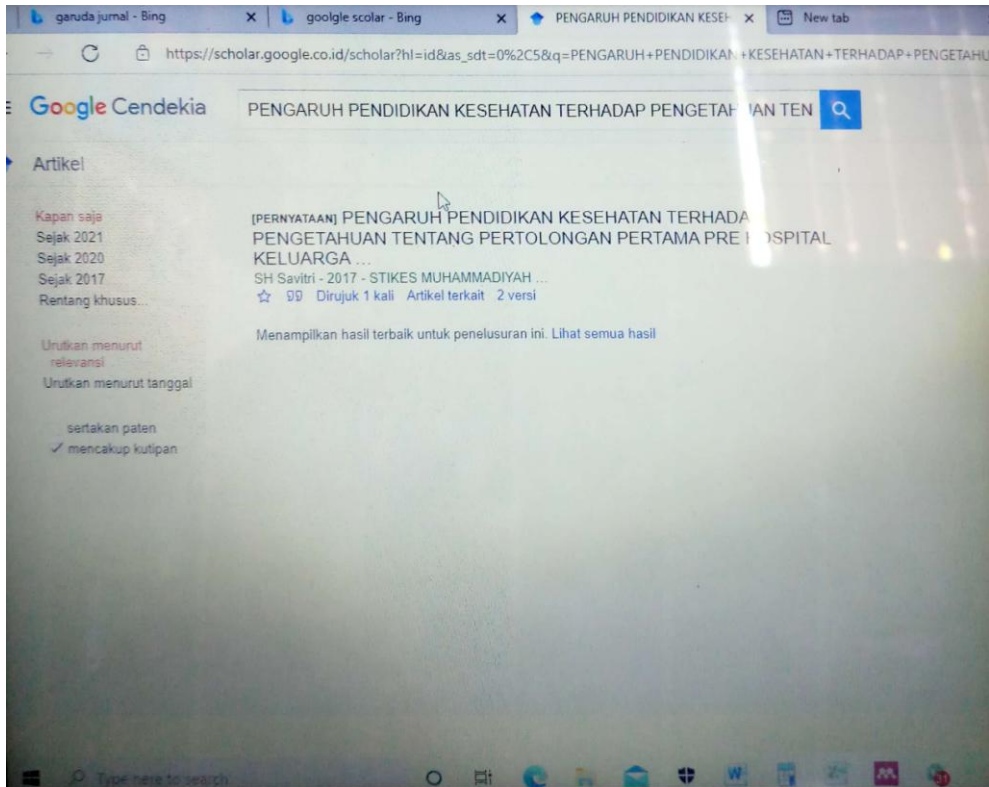 garuda jurnal - Bing
goolgle scolar - Bing
PENGARUH PENDIDIKAN KESEH
New tab
https://scholar.google.co.id/scholar?hl=id&as_sdt=0%2C5&q=PENGARUH+PENDIDIKAN+KESEHATAN+TERHADAP+PENGETAHU
Google Cendekia
PENGARUH PENDIDIKAN KESEHATAN TERHADAP PENGETAHUAN TEN
Artikel
Kapan saja
Sejak 2021
Sejak 2020
Sejak 2017
Rentang khusus...
Urutkan menurut
relevansi
Urutkan menurut tanggal
sertakan paten
✓ mencakup kutipan
[PERNYATAAN] PENGARUH PENDIDIKAN KESEHATAN TERHADA
PENGETAHUAN TENTANG PERTOLONGAN PERTAMA PRE HOSPITAL
KELUARGA ...
SH Savitri - 2017 - STIKES MUHAMMADIYAH ...
Dirujuk 1 kali Artikel terkait 2 versi
Menampilkan hasil terbaik untuk penelusuran ini. Lihat semua hasil
Type here to search
W